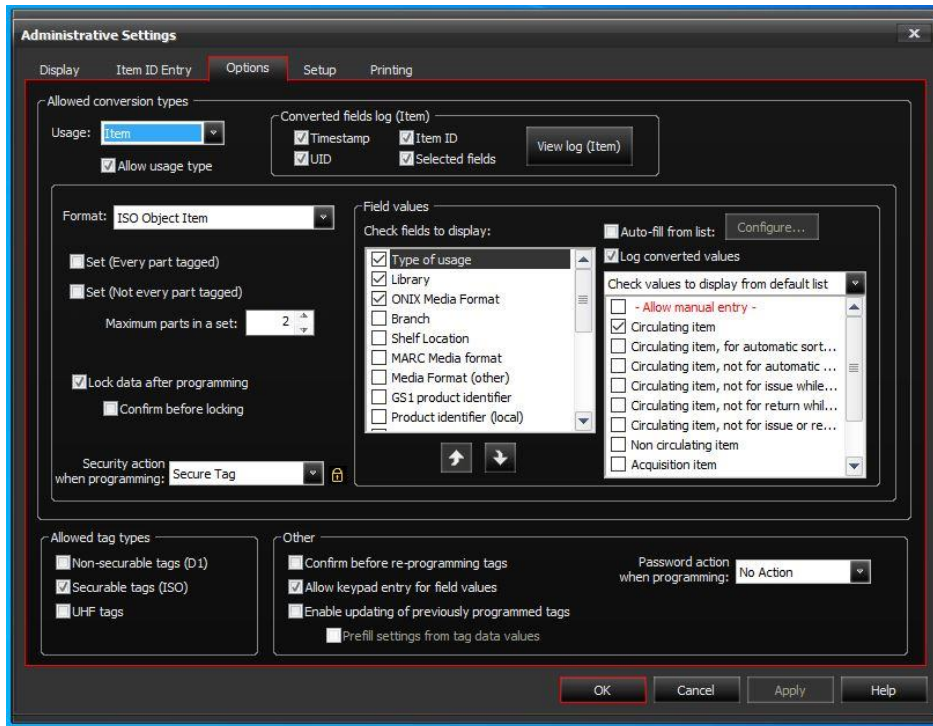 Administrative Settings
Display Item ID Entry Options Setup Printing
Allowed conversion types
Usage: Item
Allow usage type
Converted fields log (Item)
Timestamp Item ID
UID Selected fields
View log (Item)
Format: ISO Object Item
Set (Every part tagged)
Set (Not every part tagged)
Maximum parts in a set: 2
Lock data after programming
Confirm before locking
Security action
when programming: Secure Tag
Field values
Check fields to display:
Type of usage
Library
ONIX Media Format
Branch
Shelf Location
MARC Media format
Media Format (other)
GS1 product identifier
Product identifier (local)
Auto-fill from list: Configure...
Log converted values
Check values to display from default list
- Allow manual entry -
Circulating item
Circulating item, for automatic sort...
Circulating item, not for automatic ...
Circulating item, not for issue while...
Circulating item, not for return whil...
Circulating item, not for issue or re...
Non circulating item
Acquisition item
Allowed tag types
Non-securable tags (D1)
Securable tags (ISO)
UHF tags
Other
Confirm before re-programming tags
Allow keypad entry for field values
Enable updating of previously programmed tags
Prefill settings from tag data values
Password action
when programming: No Action
OK Cancel Apply Help